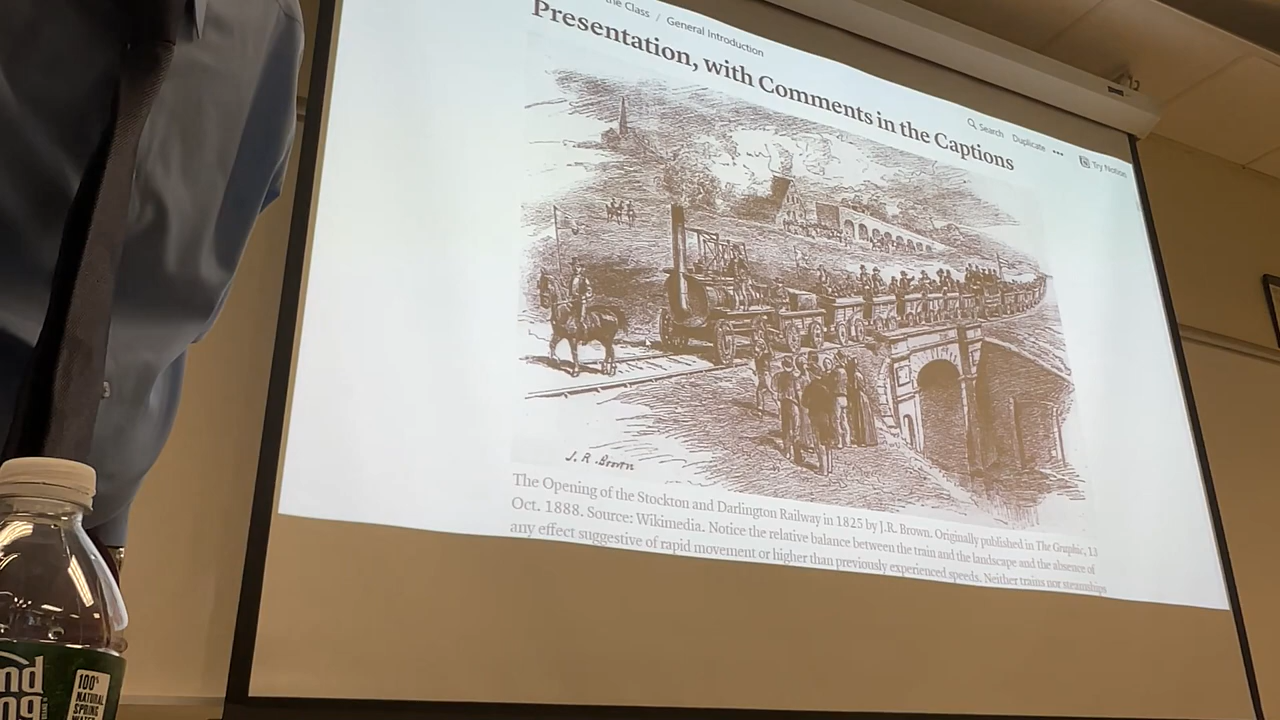 the Class / General Introduction
Presentation, with Comments in the Captions
Search Duplicate ••• Try Notion
J. R. Brown
The Opening of the Stockton and Darlington Railway in 1825 by J.R. Brown. Originally published in The Graphic, 13
Oct. 1888. Source: Wikimedia. Notice the relative balance between the train and the landscape and the absence of
any effect suggestive of rapid movement or higher than previously experienced speeds. Neither trains nor steamships
nd
ng
100%
NATURAL
SPRING
WATER